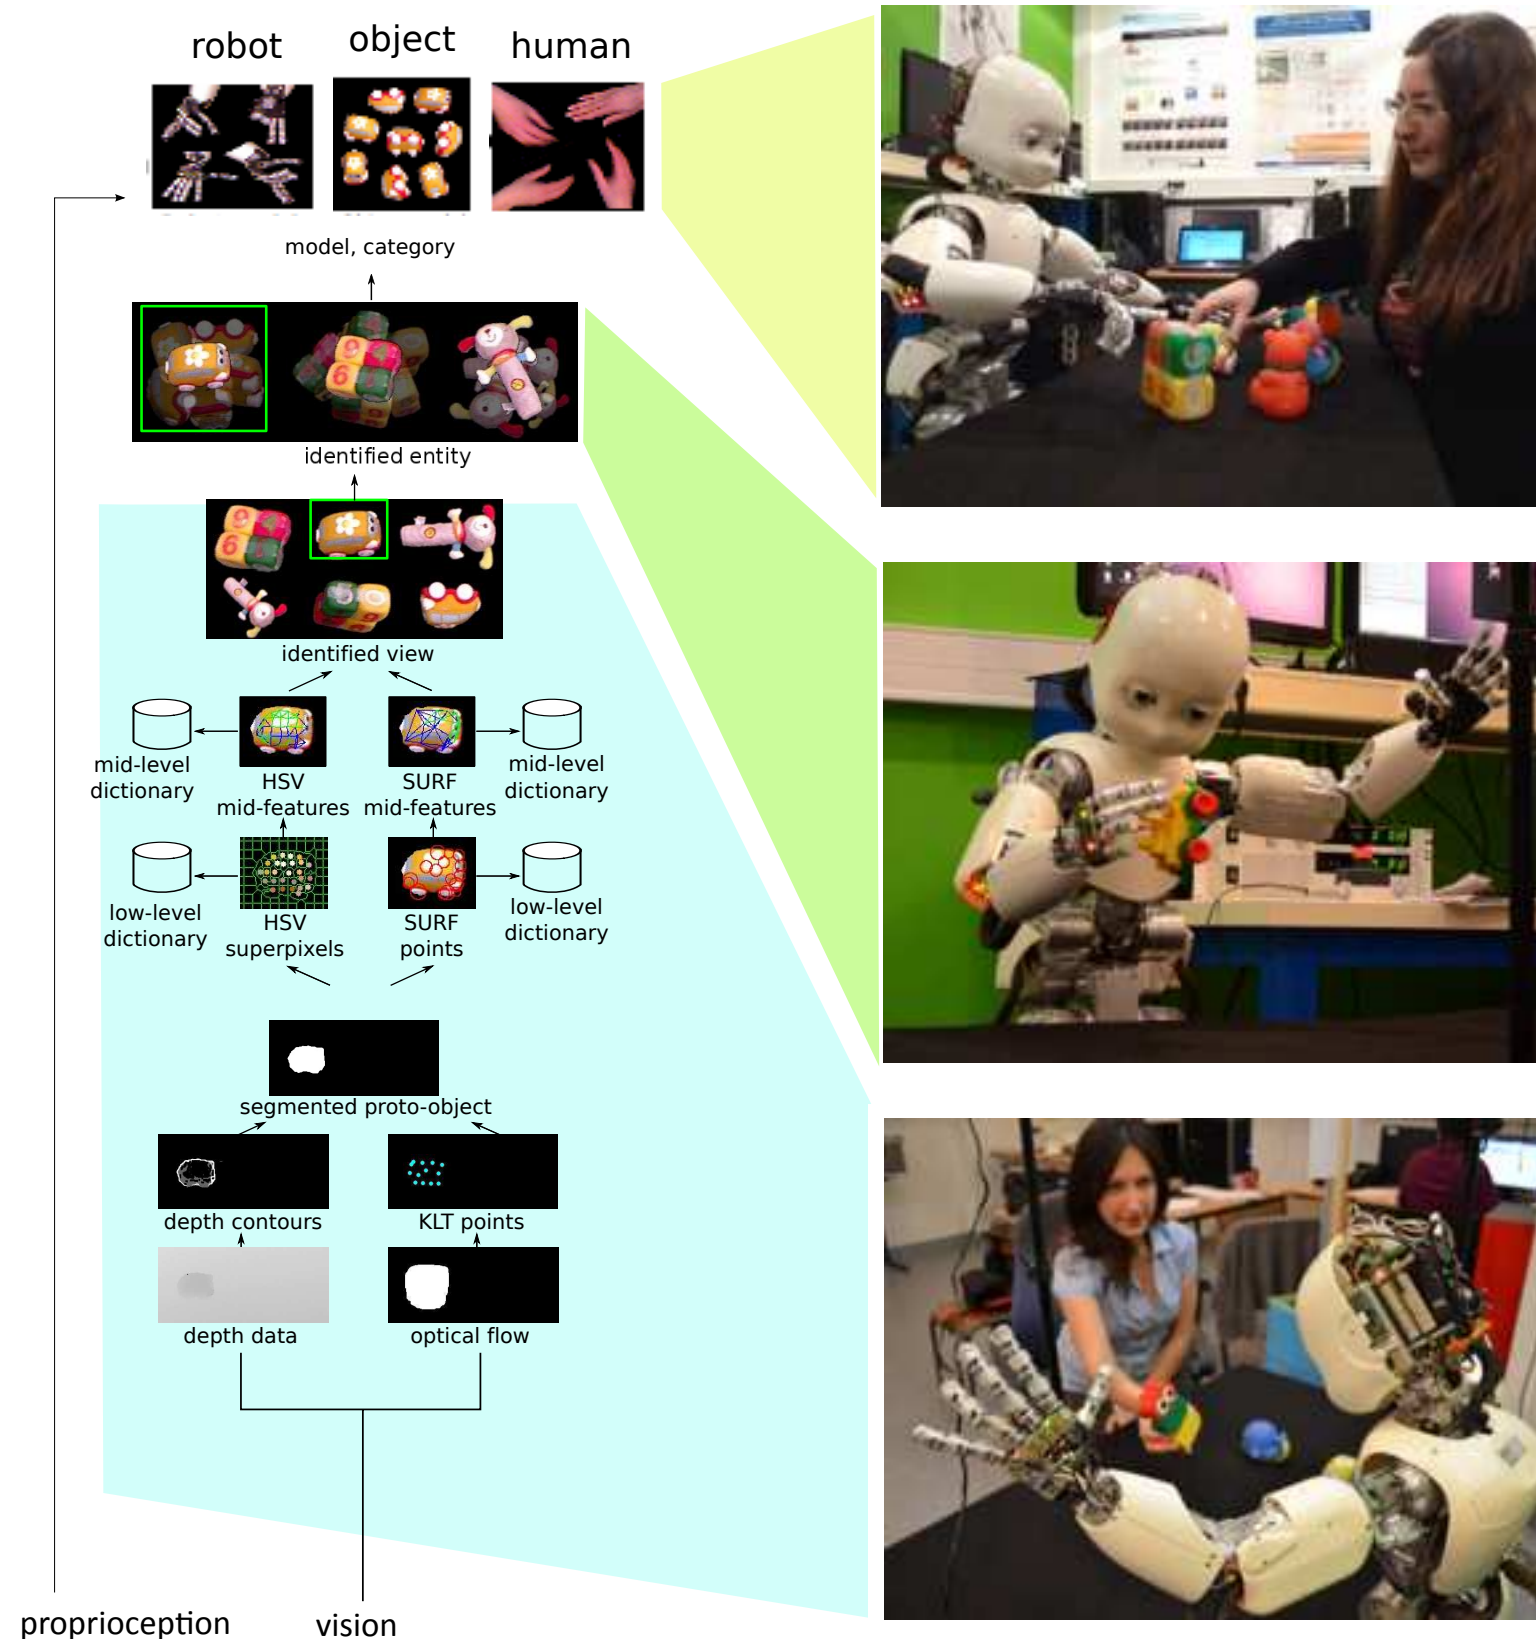 robot
object
human
model, category
identified entity
identified view
mid-level
dictionary
HSV
mid-features
SURF
mid-features
mid-level
dictionary
low-level
dictionary
HSV
superpixels
SURF
points
low-level
dictionary
segmented proto-object
depth contours
KLT points
depth data
optical flow
proprioception
vision